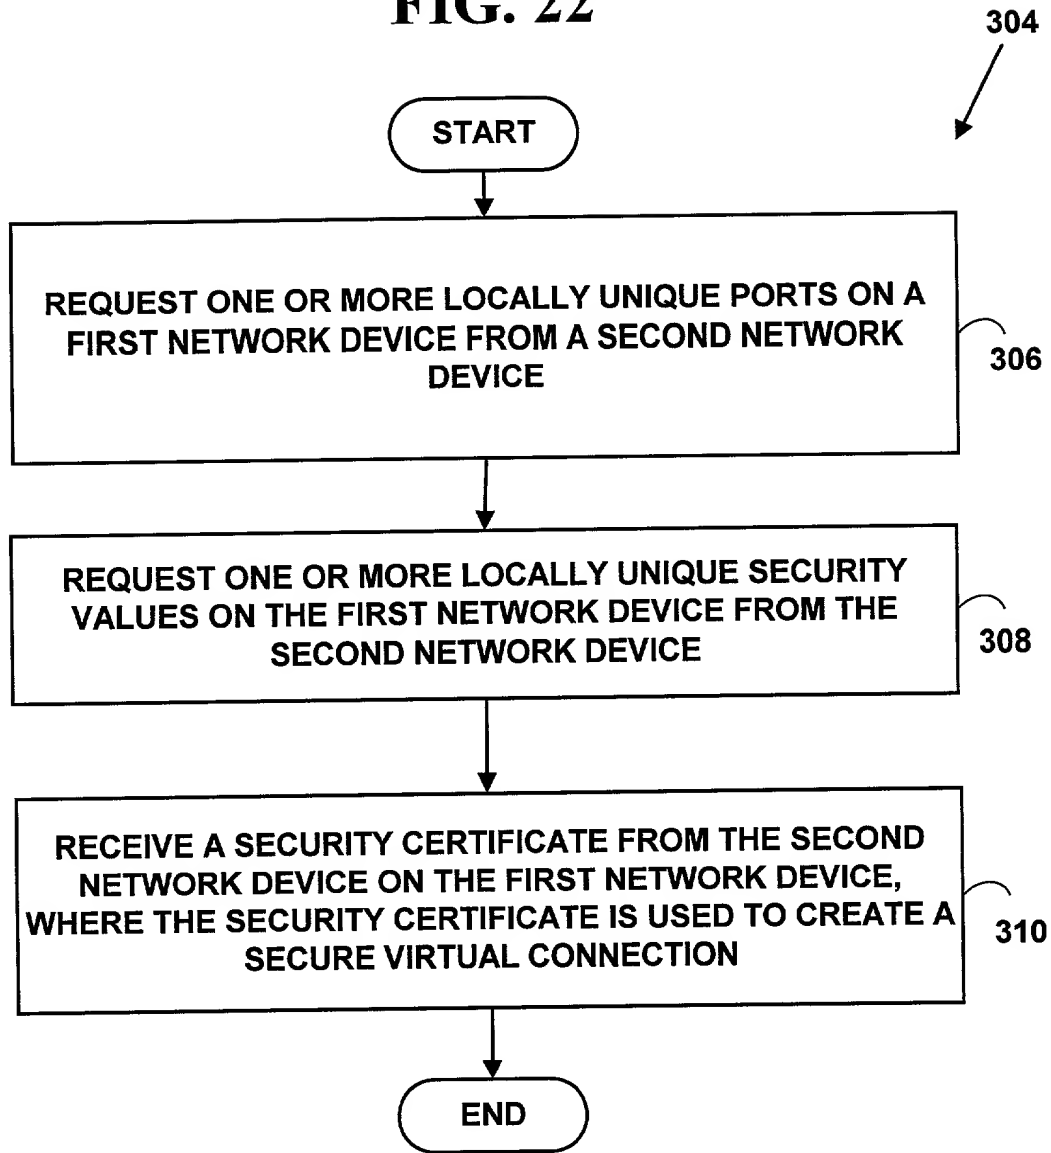 FIG. 22
304
START
REQUEST ONE OR MORE LOCALLY UNIQUE PORTS ON A
FIRST NETWORK DEVICE FROM A SECOND NETWORK
DEVICE
306
REQUEST ONE OR MORE LOCALLY UNIQUE SECURITY
VALUES ON THE FIRST NETWORK DEVICE FROM THE
SECOND NETWORK DEVICE
308
RECEIVE A SECURITY CERTIFICATE FROM THE SECOND
NETWORK DEVICE ON THE FIRST NETWORK DEVICE,
WHERE THE SECURITY CERTIFICATE IS USED TO CREATE A
SECURE VIRTUAL CONNECTION
310
END